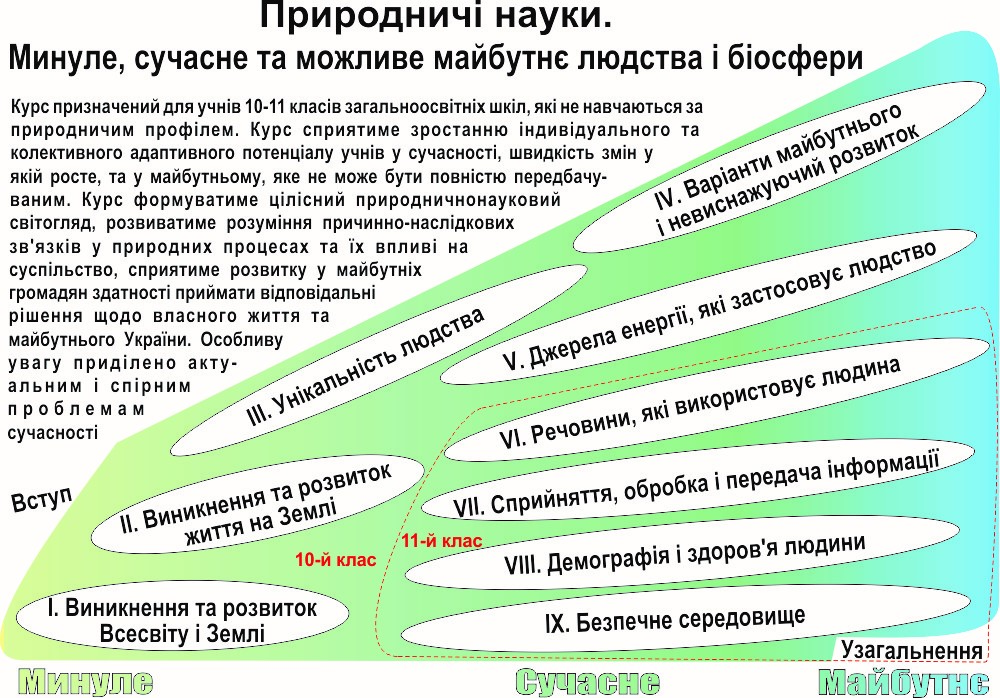 Природничі науки.
Минуле, сучасне та можливе майбутнє людства і біосфери
Курс призначений для учнів 10-11 класів загальноосвітніх шкіл, які не навчаються за
природничим профілем. Курс сприятиме зростанню індивідуального та
колективного адаптивного потенціалу учнів у сучасності, швидкість змін у
якій росте, та у майбутньому, яке не може бути повністю передбачу-
ваним. Курс формуватиме цілісний природничнонауковий
світогляд, розвиватиме розуміння причинно-наслідкових
зв'язків у природних процесах та їх впливі на
суспільство, сприятиме розвитку у майбутніх
громадян здатності приймати відповідальні
рішення щодо власного життя та
майбутнього України. Особливу
увагу приділено акту-
альним і спірним
проблемам
сучасності
IV. Варіанти майбутнього
і невиснажуючий розвиток
V. Джерела енергії, які застосовує людство
III. Унікальність людства
VI. Речовини, які використовує людина
VII. Сприйняття, обробка і передача інформації
Вступ
II. Виникнення та розвиток
життя на Землі
10-й клас
11-й клас
VIII. Демографія і здоров'я людини
I. Виникнення та розвиток
Всесвіту і Землі
IX. Безпечне середовище
Узагальнення
Минуле
Сучасне
Майбутнє